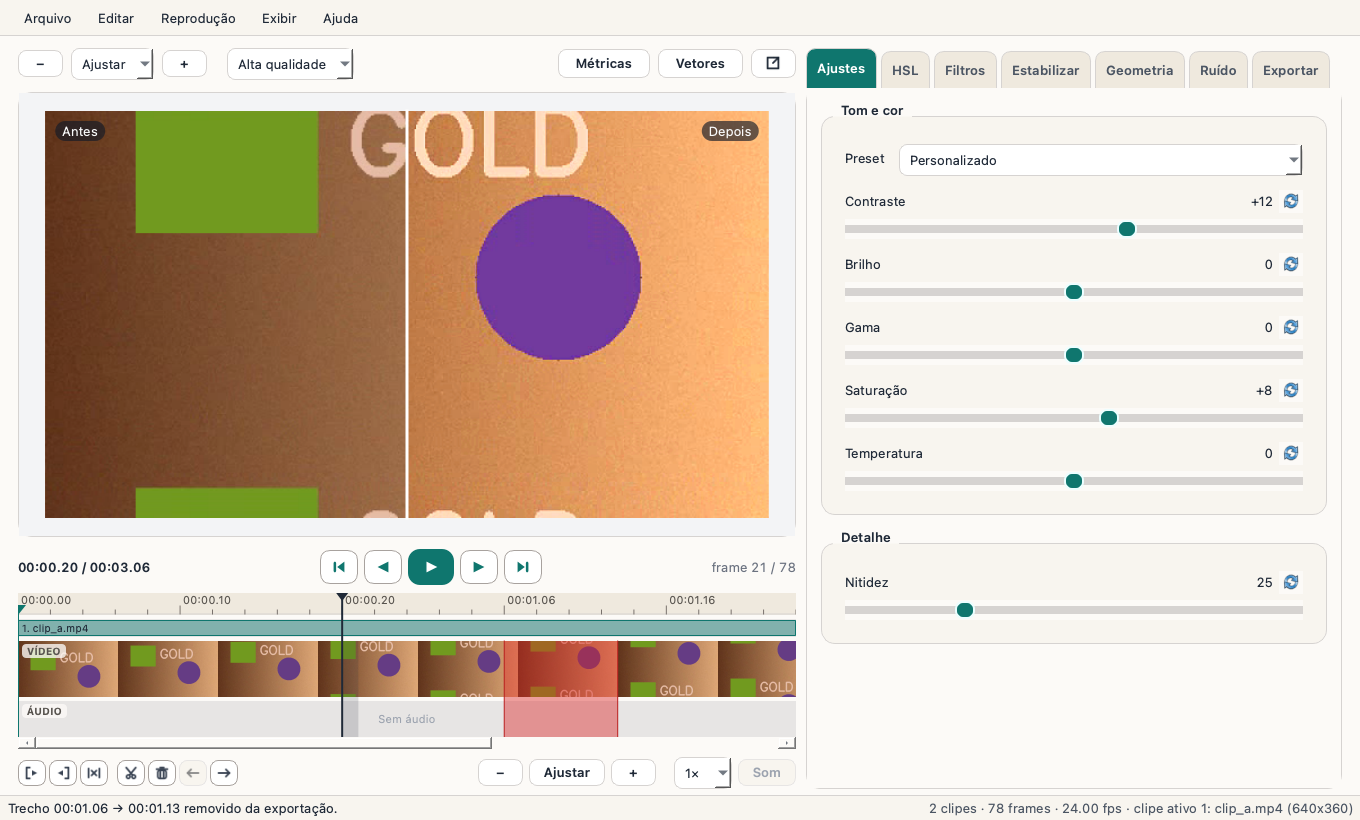 Arquivo Editar Reprodução Exibir Ajuda
− Ajustar + Alta qualidade Métricas Vetores
Ajustes HSL Filtros Estabilizar Geometria Ruído Exportar
Antes
Depois
GOLD
Tom e cor
Preset Personalizado
Contraste +12
Brilho 0
Gama 0
Saturação +8
Temperatura 0
Detalhe
Nitidez 25
00:00.20 / 00:03.06
frame 21 / 78
00:00.00 00:00.10 00:00.20 00:01.06 00:01.16
1. clip_a.mp4
VÍDEO
GOLD GOLD GOLD GOLD GOLD GOLD GOLD
ÁUDIO
Sem áudio
− Ajustar + 1× Som
Trecho 00:01.06 → 00:01.13 removido da exportação.
2 clipes · 78 frames · 24.00 fps · clipe ativo 1: clip_a.mp4 (640x360)